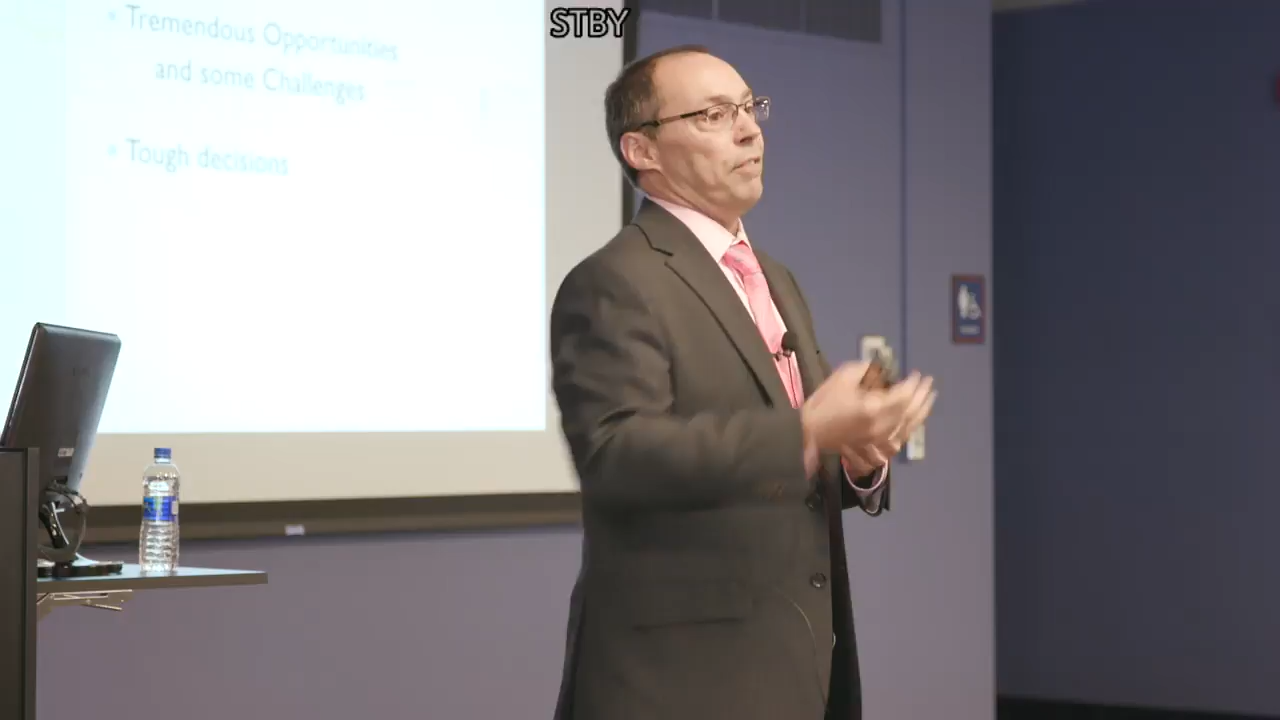 STBY
Tremendous Opportunities
and some Challenges
Tough decisions